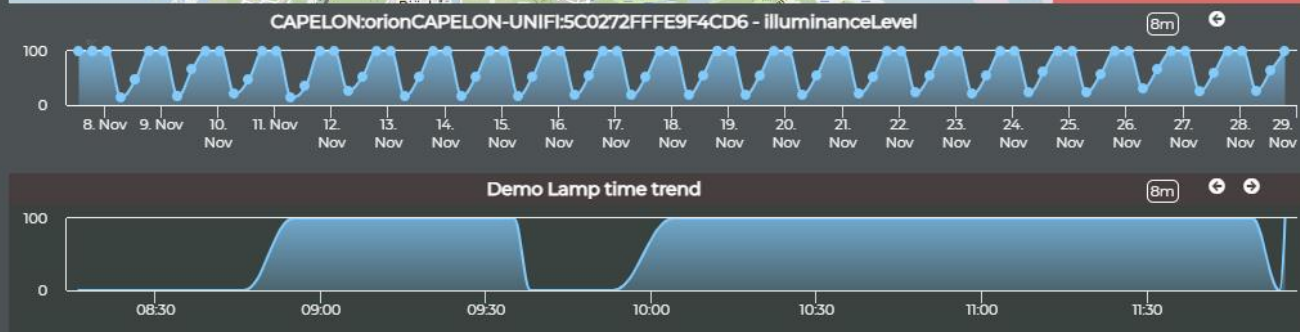 CAPELON:orionCAPELON-UNIFI:5C0272FFFE9F4CD6 - illuminanceLevel
8m
100
0
8. Nov 9. Nov 10. Nov 11. Nov 12. Nov 13. Nov 14. Nov 15. Nov 16. Nov 17. Nov 18. Nov 19. Nov 20. Nov 21. Nov 22. Nov 23. Nov 24. Nov 25. Nov 26. Nov 27. Nov 28. Nov 29. Nov
Demo Lamp time trend
8m
100
0
08:30 09:00 09:30 10:00 10:30 11:00 11:30